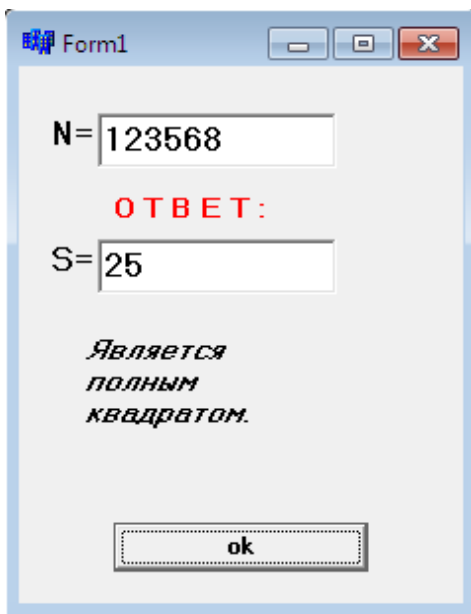 Form1
N= 123568
ОТВЕТ:
S= 25
Является
полным
квадратом.
ok